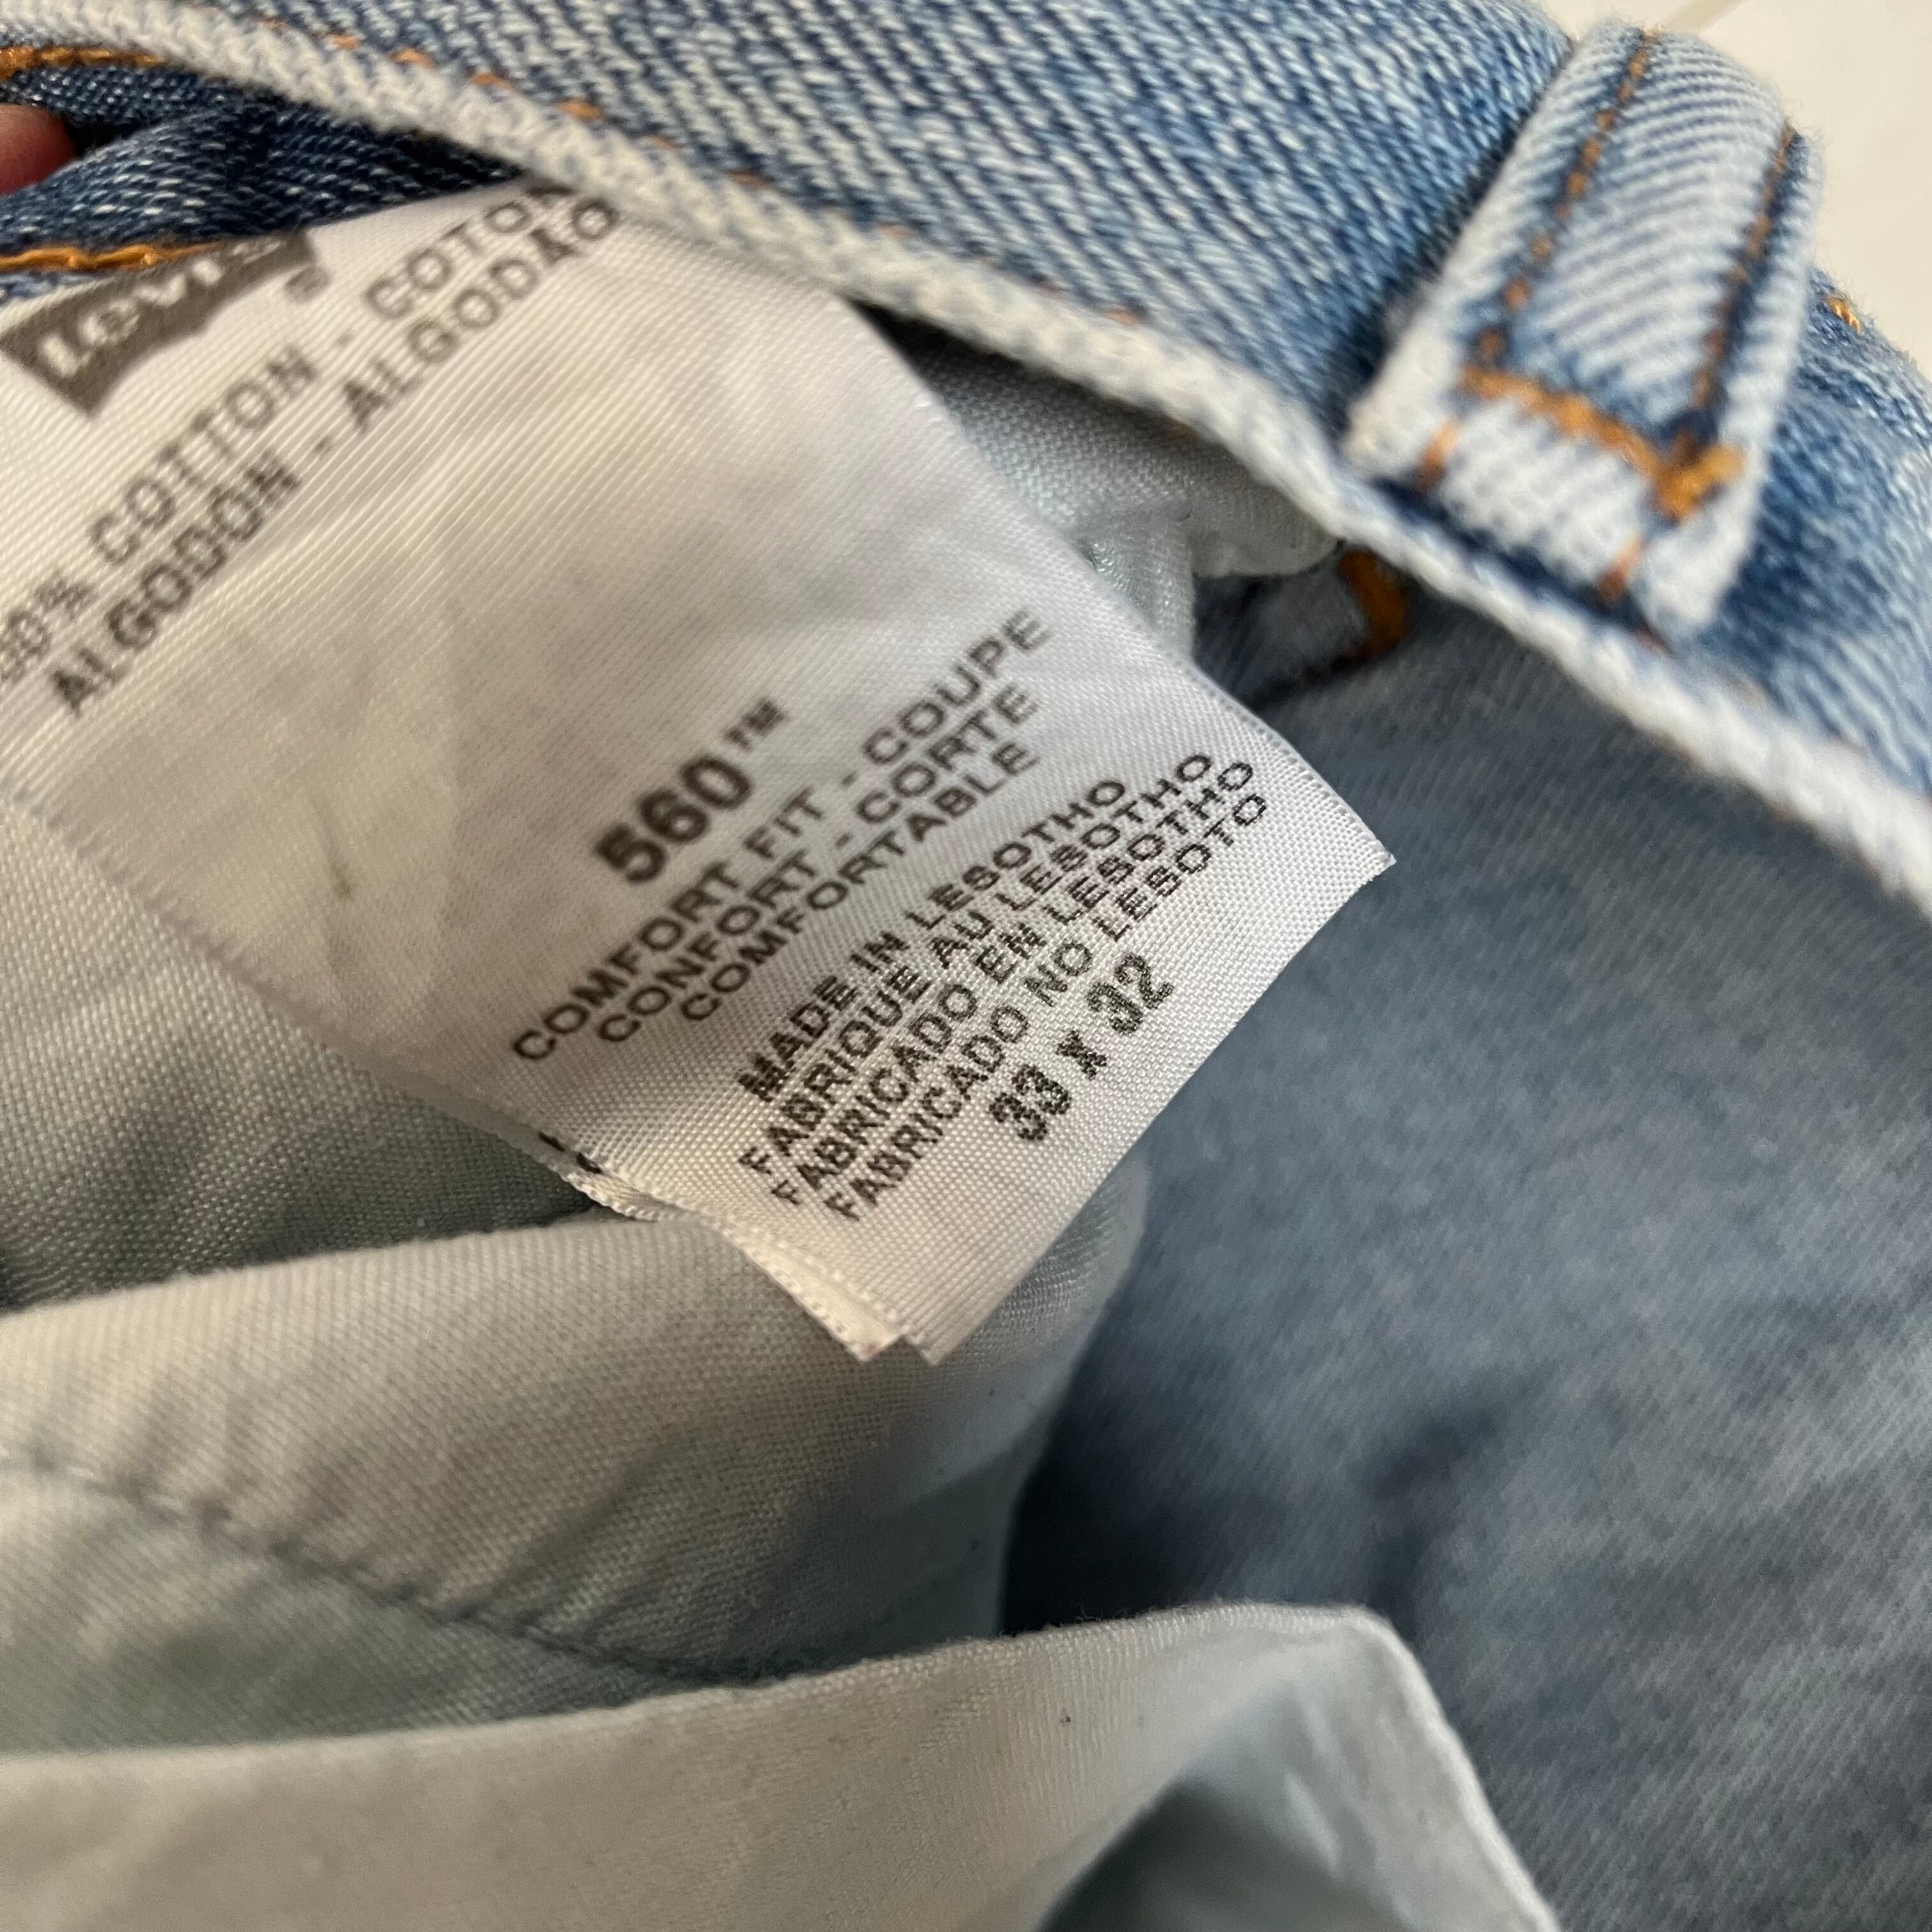 Levi's
100% COTTON - COTON
ALGODON - ALGODÃO
560™
COMFORT FIT - COUPE
CONFORT - CORTE
COMFORTABLE
MADE IN LESOTHO
FABRIQUE AU LESOTHO
FABRICADO EN LESOTHO
FABRICADO NO LESOTO
33 x 32